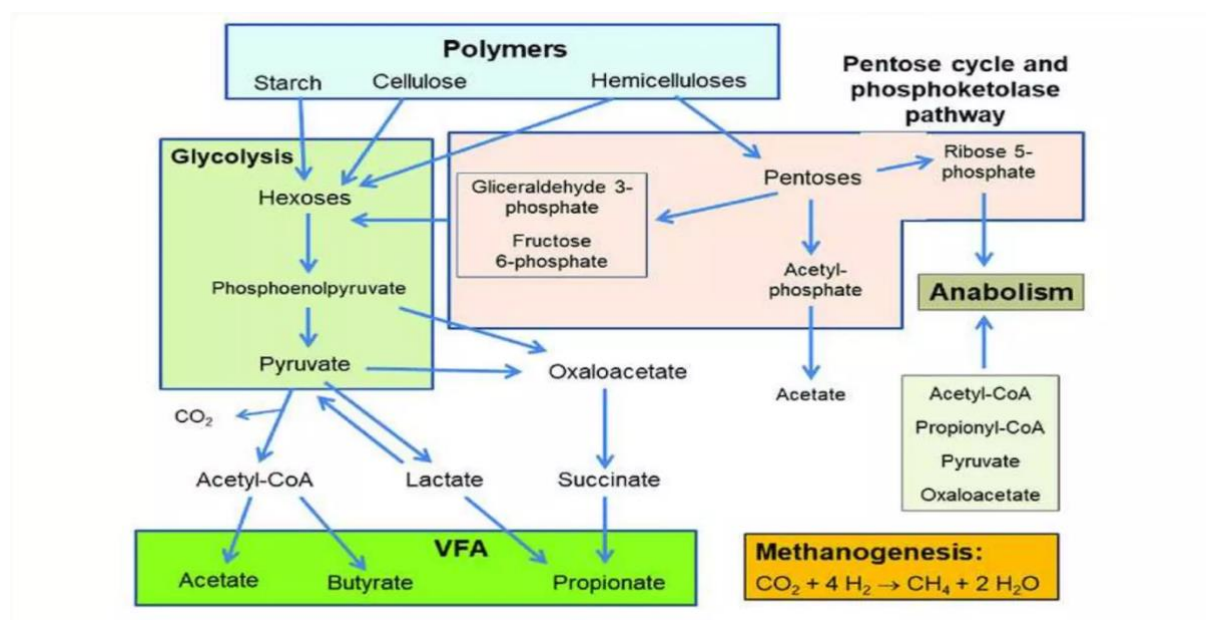 Polymers
Starch Cellulose Hemicelluloses
Pentose cycle and
phosphoketolase
pathway
Glycolysis
Hexoses
Gliceraldehyde 3-
phosphate
Fructose
6-phosphate
Pentoses
Ribose 5-
phosphate
Phosphoenolpyruvate
Acetyl-
phosphate
Anabolism
Pyruvate
Oxaloacetate
Acetate
CO₂
Acetyl-CoA
Propionyl-CoA
Pyruvate
Oxaloacetate
Acetyl-CoA Lactate Succinate
VFA
Acetate Butyrate Propionate
Methanogenesis:
CO₂ + 4 H₂ → CH₄ + 2 H₂O